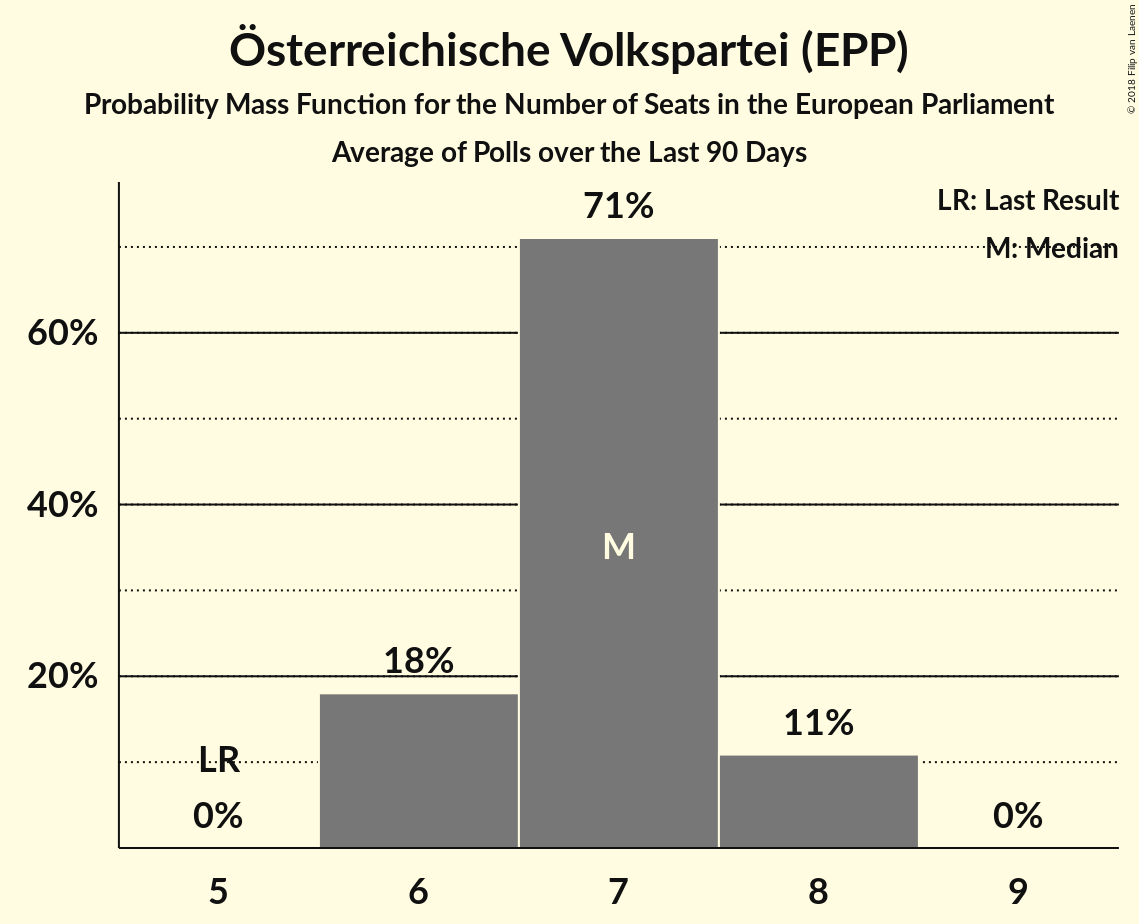 Österreichische Volkspartei (EPP)
Probability Mass Function for the Number of Seats in the European Parliament
Average of Polls over the Last 90 Days
© 2018 Filip van Laenen
71%
LR: Last Result
M: Median
60%
40%
M
18%
20%
11%
LR
0%
0%
5
6
7
8
9